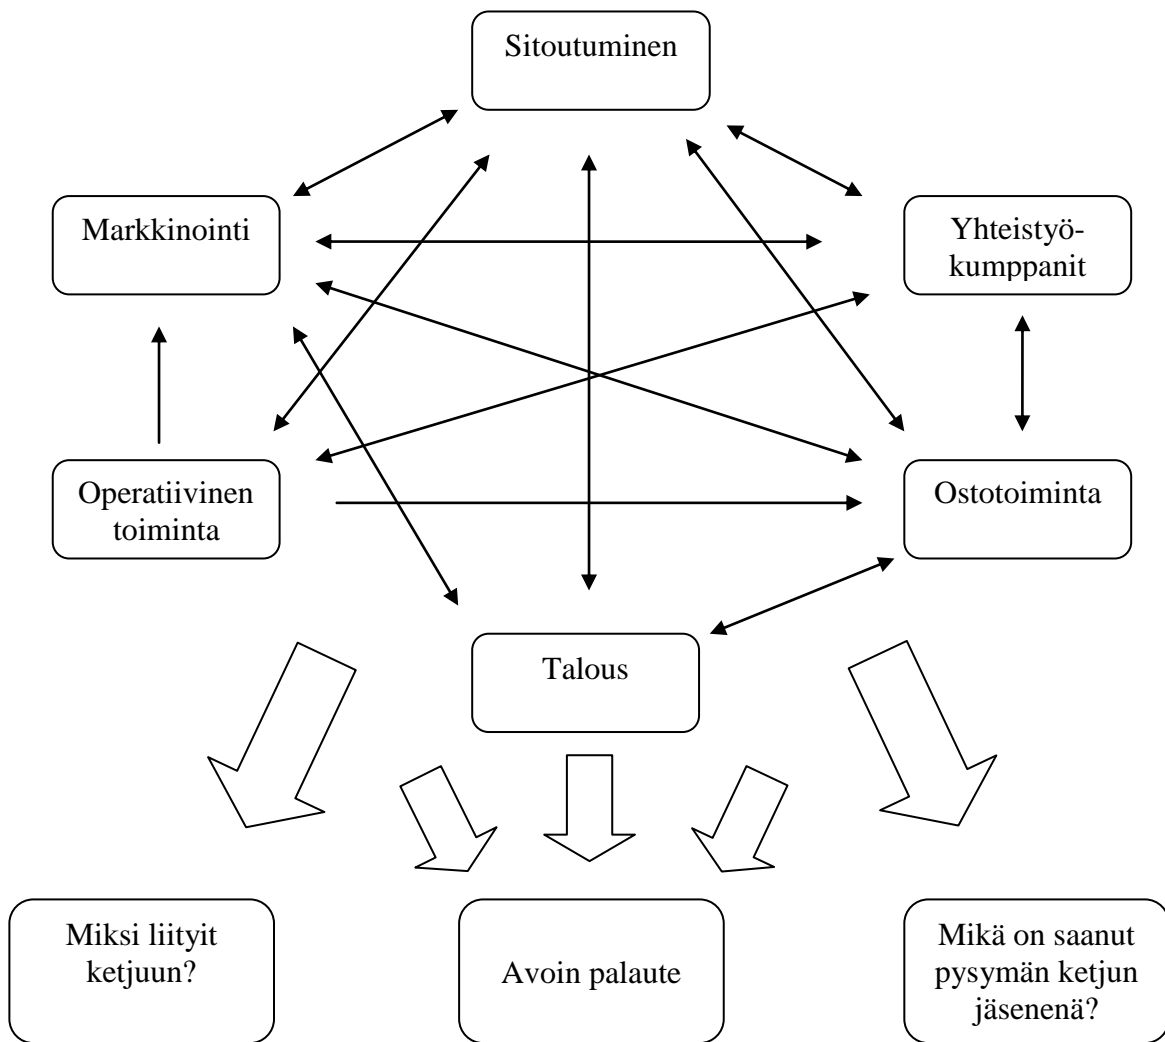 Sitoutuminen
Markkinointi
Yhteistyö-
kumppanit
Operatiivinen
toiminta
Ostotoiminta
Talous
Miksi liityit
ketjuun?
Avoin palaute
Mikä on saanut
pysymän ketjun
jäsenenä?